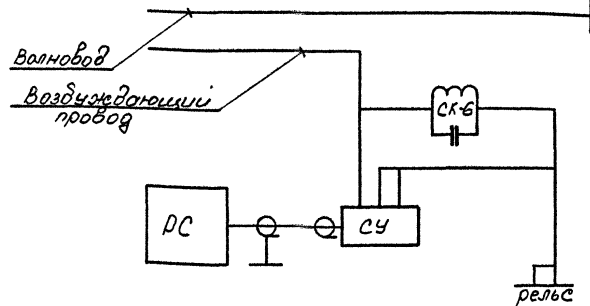 Волновод
Возбуждающий
провод
СК-6
РС
СУ
рельс